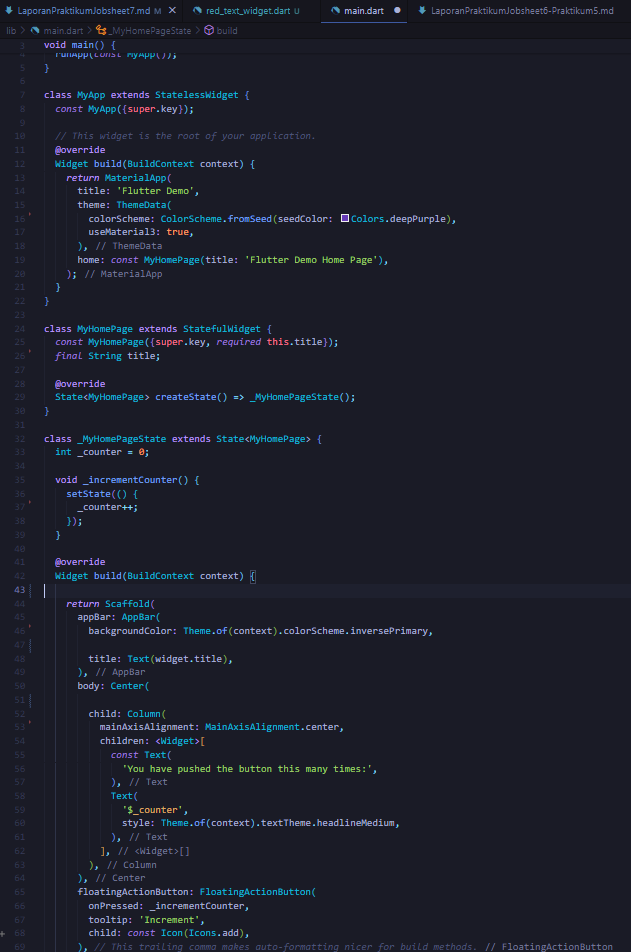 LaporanPraktikumJobsheet7.md M
red_text_widget.dart U
main.dart
LaporanPraktikumJobsheet6-Praktikum5.md
lib > main.dart > _MyHomePageState > build
3 void main() {
4 runApp(const MyApp());
5 }
6
7 class MyApp extends StatelessWidget {
8 const MyApp({super.key});
9
10 // This widget is the root of your application.
11 @override
12 Widget build(BuildContext context) {
13 return MaterialApp(
14 title: 'Flutter Demo',
15 theme: ThemeData(
16 colorScheme: ColorScheme.fromSeed(seedColor: Colors.deepPurple),
17 useMaterial3: true,
18 ), // ThemeData
19 home: const MyHomePage(title: 'Flutter Demo Home Page'),
20 ); // MaterialApp
21 }
22 }
23
24 class MyHomePage extends StatefulWidget {
25 const MyHomePage({super.key, required this.title});
26 final String title;
27
28 @override
29 State<MyHomePage> createState() => _MyHomePageState();
30 }
31
32 class _MyHomePageState extends State<MyHomePage> {
33 int _counter = 0;
34
35 void _incrementCounter() {
36 setState(() {
37 _counter++;
38 });
39 }
40
41 @override
42 Widget build(BuildContext context) {
43
44 return Scaffold(
45 appBar: AppBar(
46 backgroundColor: Theme.of(context).colorScheme.inversePrimary,
47
48 title: Text(widget.title),
49 ), // AppBar
50 body: Center(
51
52 child: Column(
53 mainAxisAlignment: MainAxisAlignment.center,
54 children: <Widget>[
55 const Text(
56 'You have pushed the button this many times:',
57 ), // Text
58 Text(
59 '$_counter',
60 style: Theme.of(context).textTheme.headlineMedium,
61 ), // Text
62 ], // <Widget>[]
63 ), // Column
64 ), // Center
65 floatingActionButton: FloatingActionButton(
66 onPressed: _incrementCounter,
67 tooltip: 'Increment',
68 child: const Icon(Icons.add),
69 ), // This trailing comma makes auto-formatting nicer for build methods. // FloatingActionButton